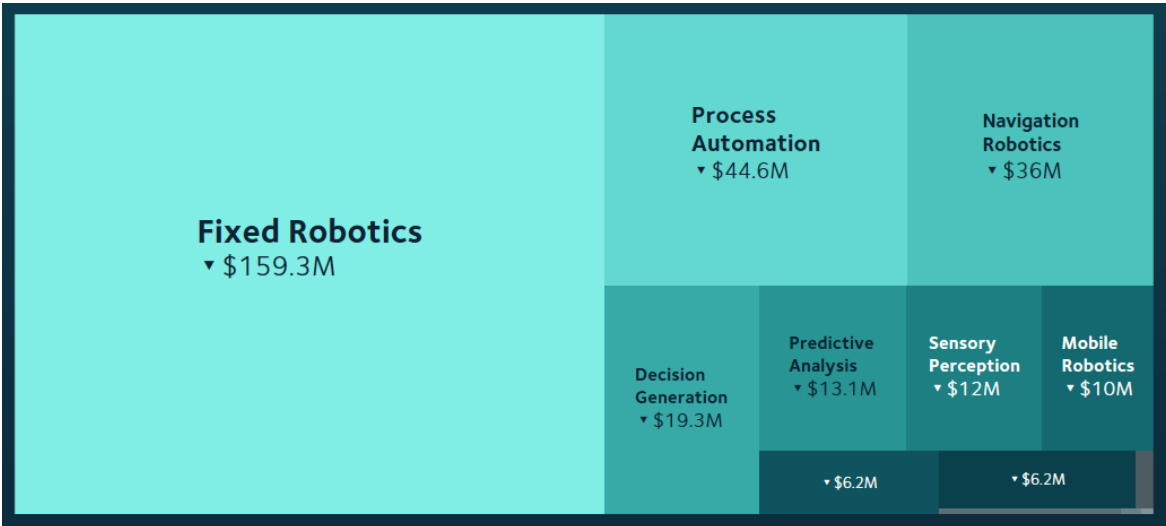 Fixed Robotics
▼ $159.3M
Process
Automation
▼ $44.6M
Navigation
Robotics
▼ $36M
Decision
Generation
▼ $19.3M
Predictive
Analysis
▼ $13.1M
Sensory
Perception
▼ $12M
Mobile
Robotics
▼ $10M
▼ $6.2M
▼ $6.2M